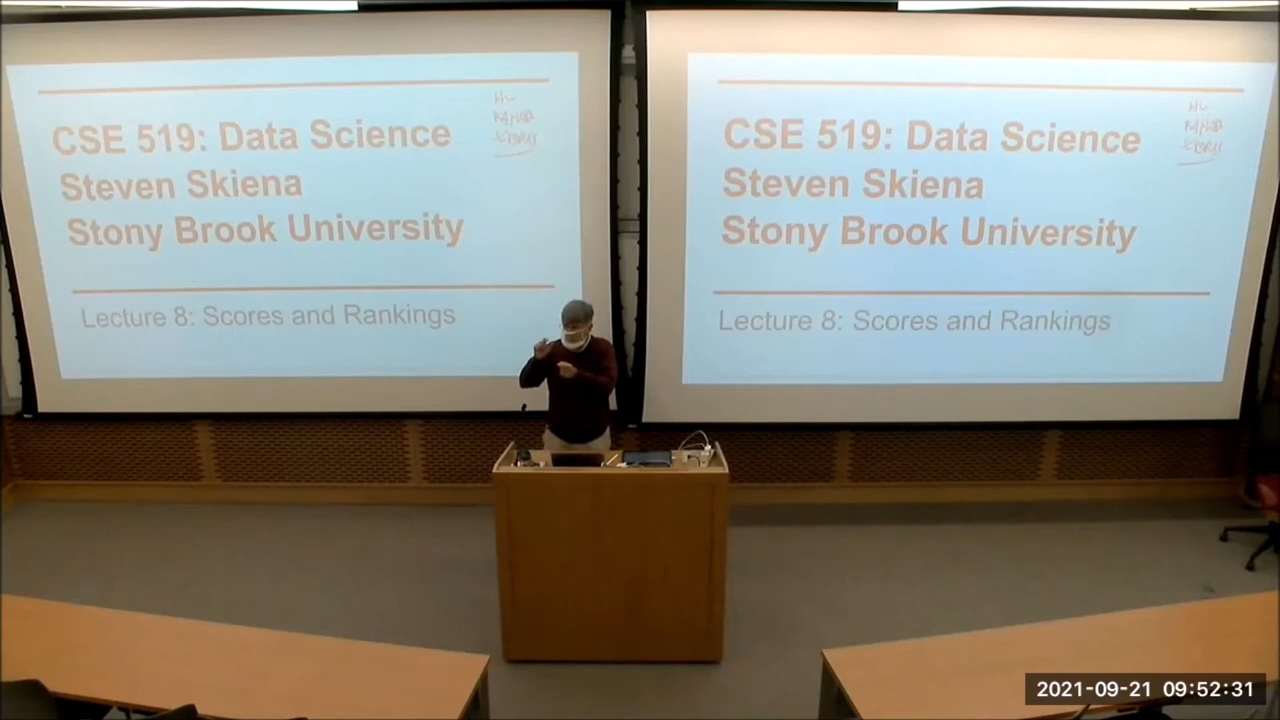 CSE 519: Data Science
Steven Skiena
Stony Brook University
Lecture 8: Scores and Rankings
CSE 519: Data Science
Steven Skiena
Stony Brook University
Lecture 8: Scores and Rankings
2021-09-21 09:52:31